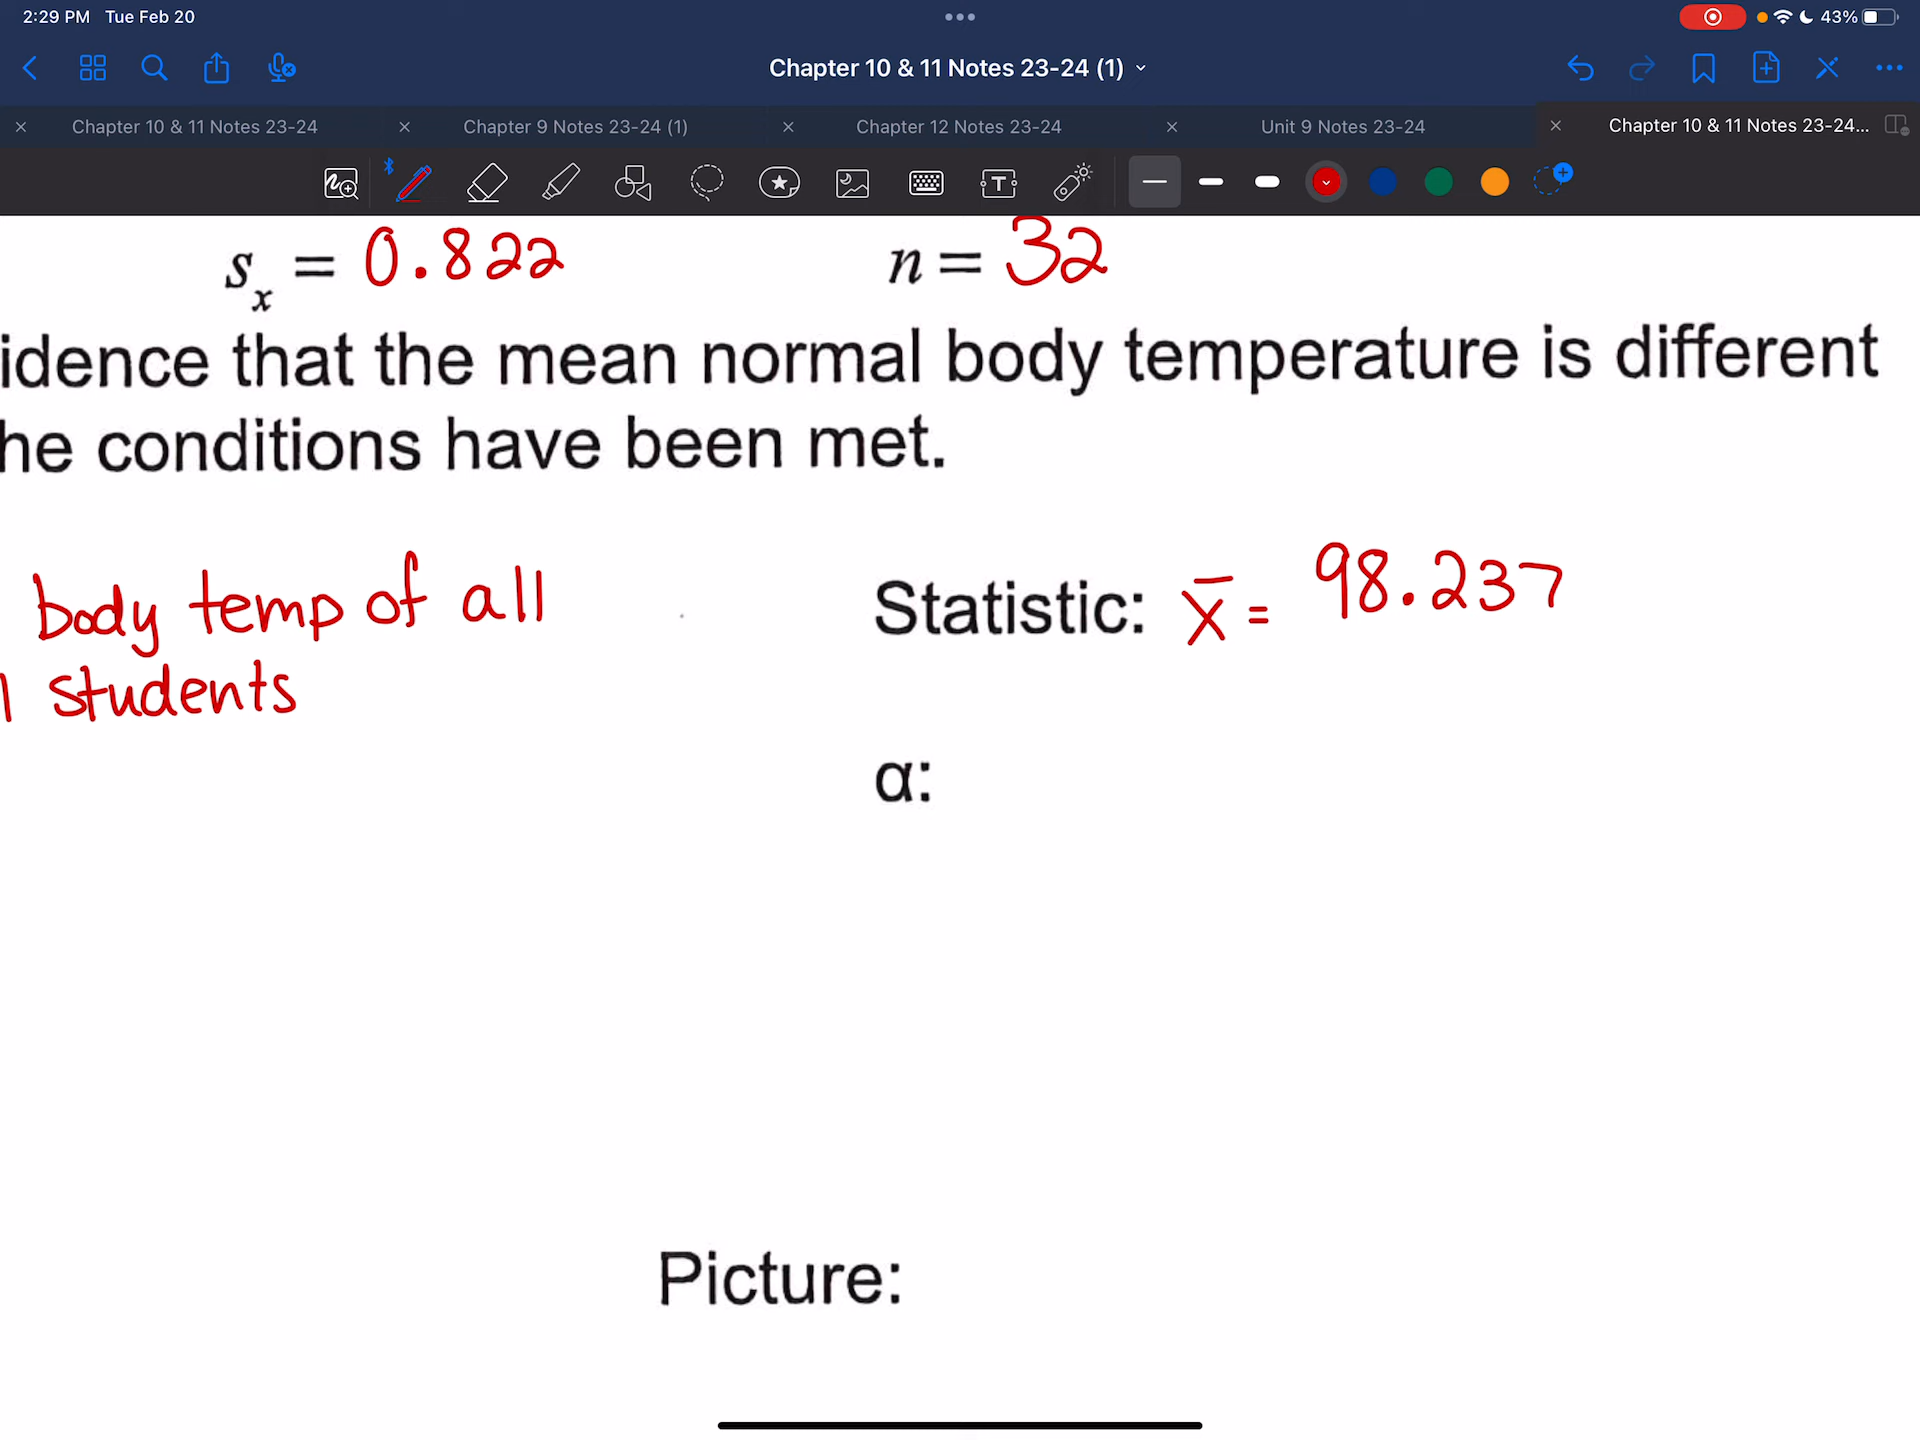 2:29 PM Tue Feb 20
43%
Chapter 10 & 11 Notes 23-24 (1)
Chapter 10 & 11 Notes 23-24
Chapter 9 Notes 23-24 (1)
Chapter 12 Notes 23-24
Unit 9 Notes 23-24
Chapter 10 & 11 Notes 23-24...
s_x = 0.822 n = 32
idence that the mean normal body temperature is different
he conditions have been met.
body temp of all
Statistic: x̄ = 98.237
l students
α:
Picture: